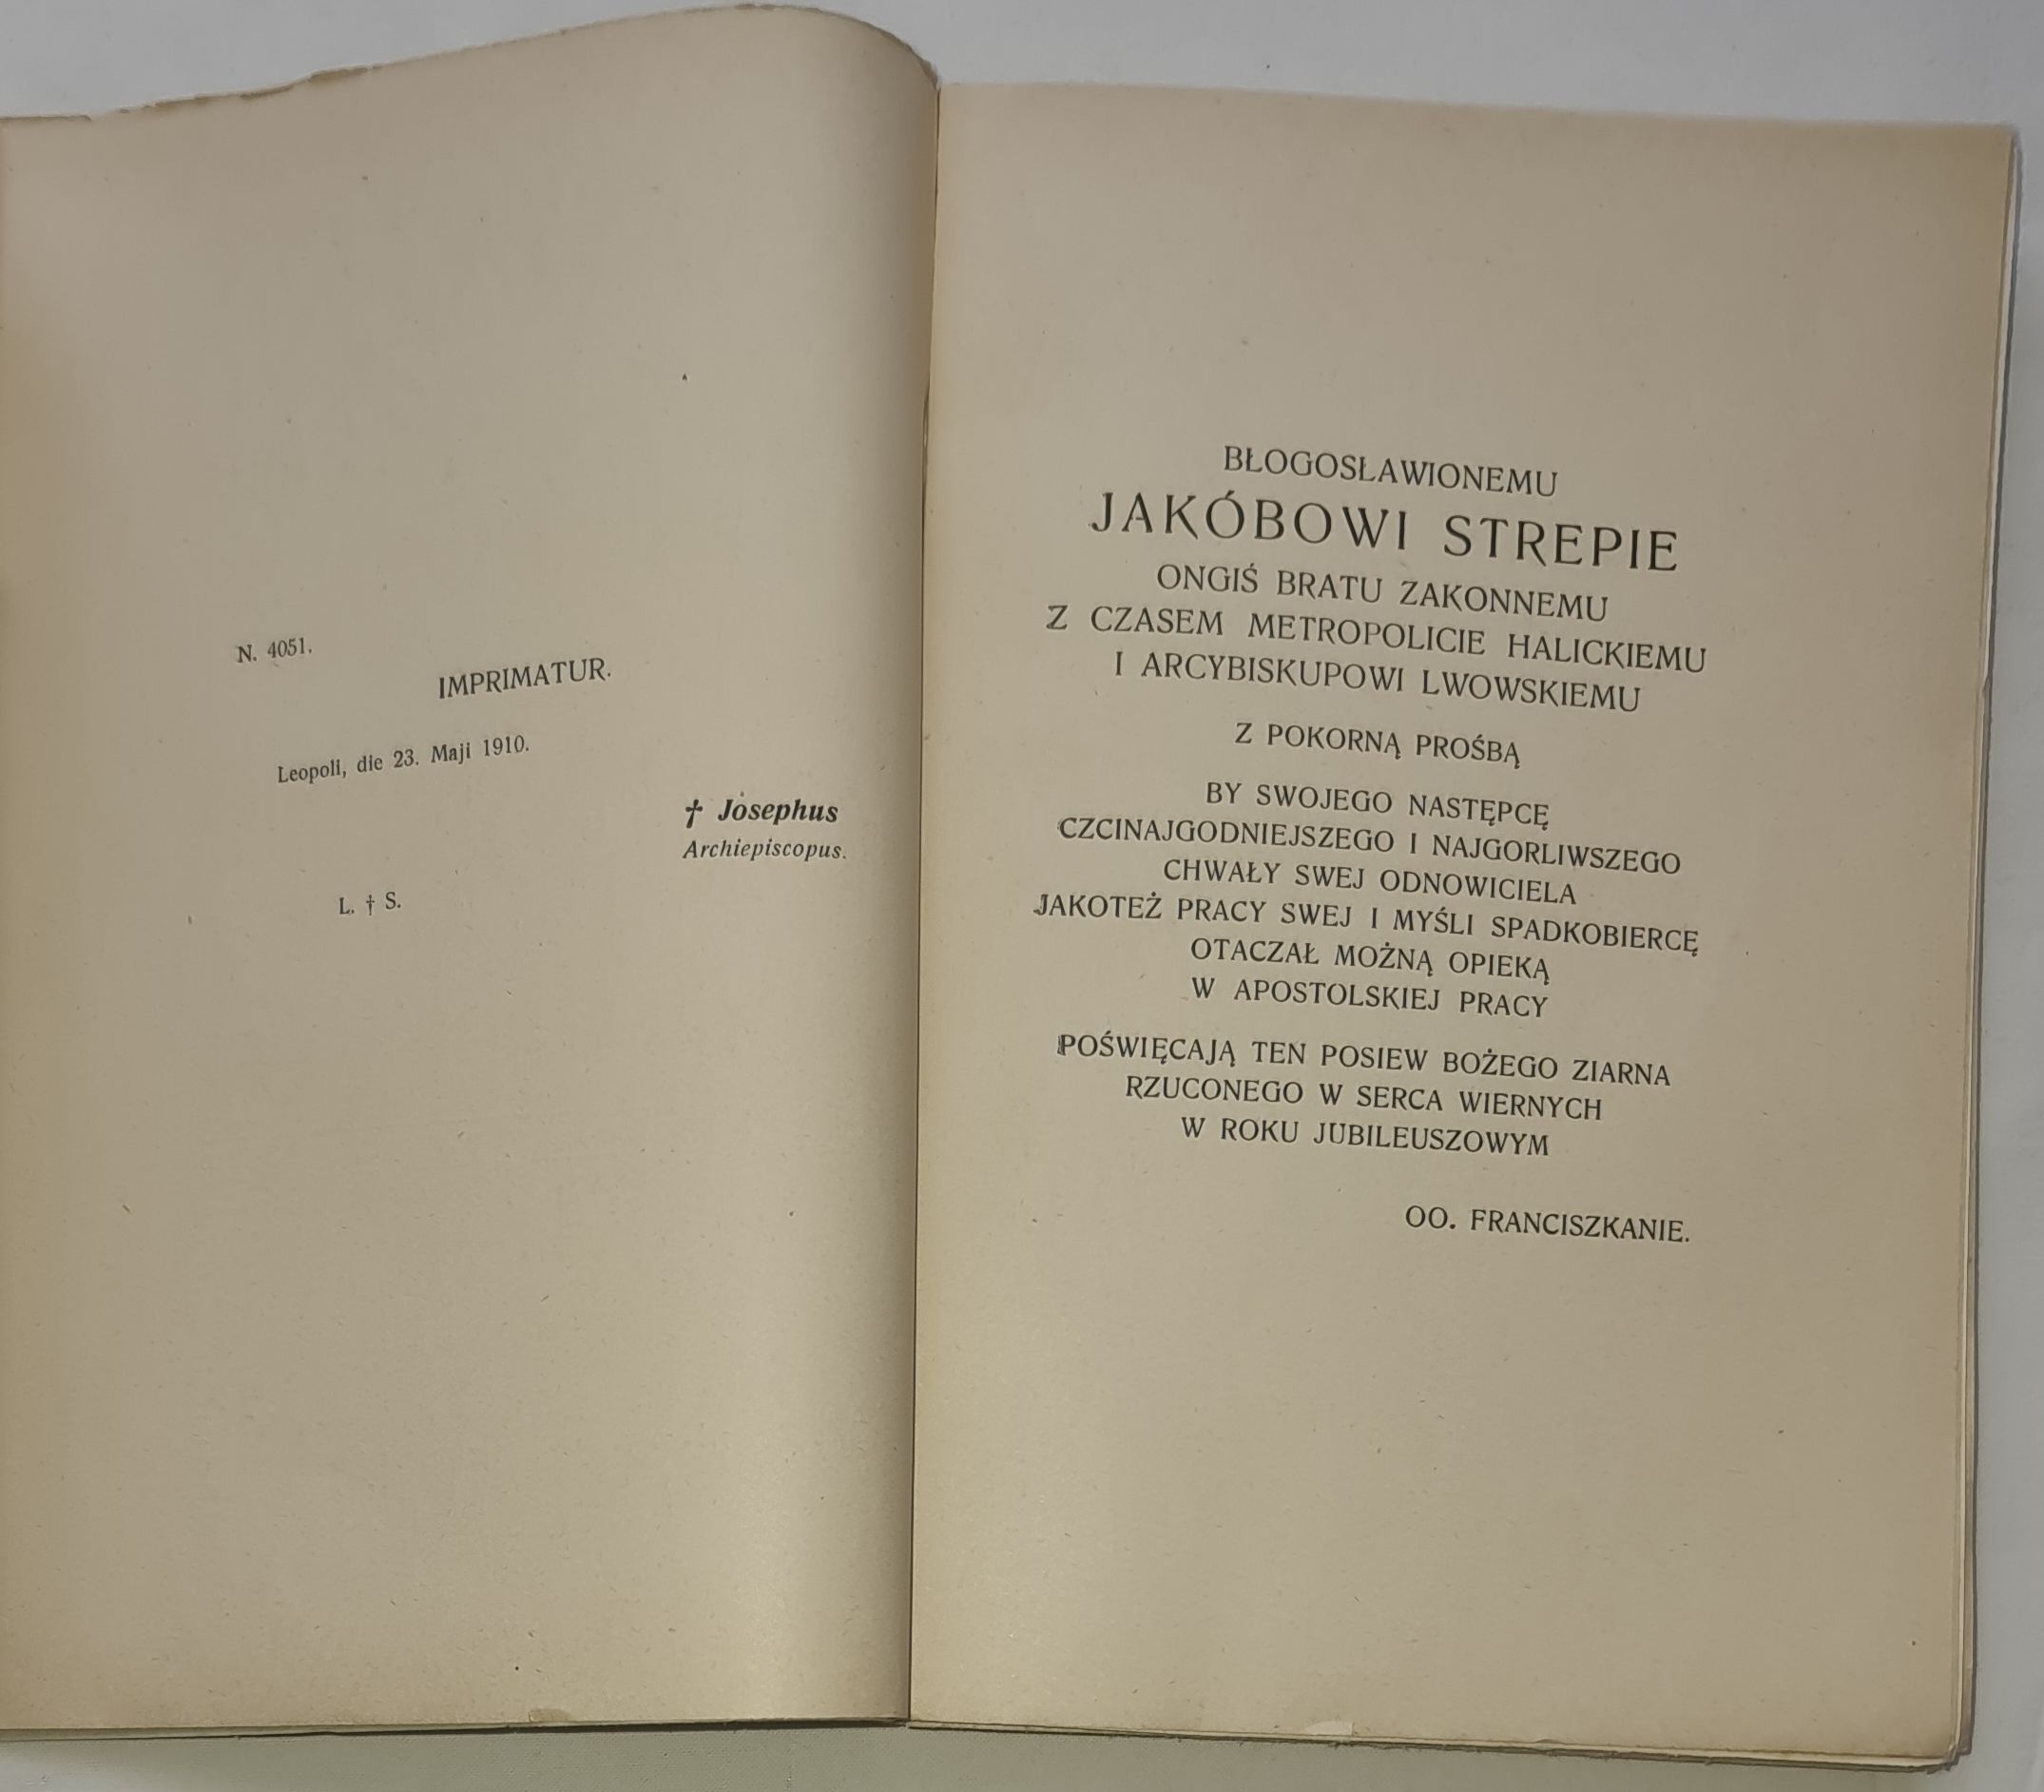 N. 4051.
IMPRIMATUR.
Leopoli, die 23. Maji 1910.
† Josephus
Archiepiscopus.
L. † S.
BŁOGOSŁAWIONEMU
JAKÓBOWI STREPIE
ONGIŚ BRATU ZAKONNEMU
Z CZASEM METROPOLICIE HALICKIEMU
I ARCYBISKUPOWI LWOWSKIEMU
Z POKORNĄ PROŚBĄ
BY SWOJEGO NASTĘPCĘ
CZCINAJGODNIEJSZEGO I NAJGORLIWSZEGO
CHWAŁY SWEJ ODNOWICIELA
JAKOTEŻ PRACY SWEJ I MYŚLI SPADKOBIERCĘ
OTACZAŁ MOŻNĄ OPIEKĄ
W APOSTOLSKIEJ PRACY
POŚWIĘCAJĄ TEN POSIEW BOŻEGO ZIARNA
RZUCONEGO W SERCA WIERNYCH
W ROKU JUBILEUSZOWYM
OO. FRANCISZKANIE.